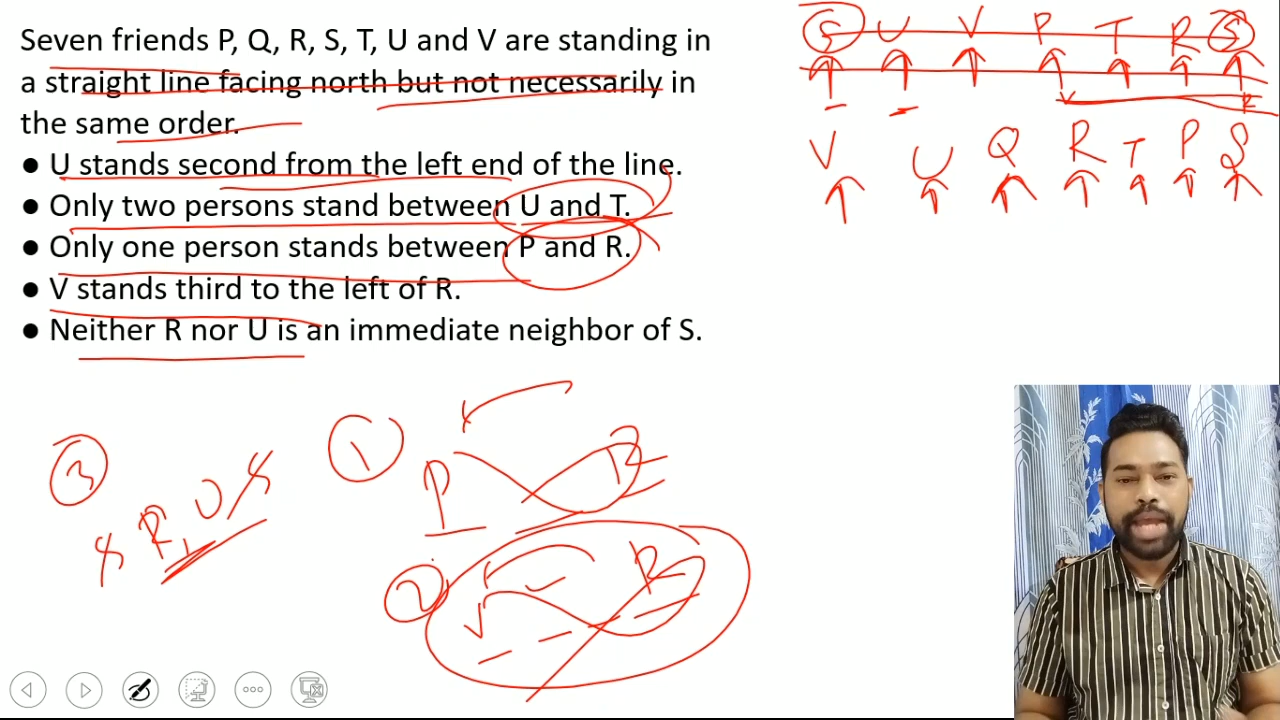 Seven friends P, Q, R, S, T, U and V are standing in
a straight line facing north but not necessarily in
the same order.
● U stands second from the left end of the line.
● Only two persons stand between U and T.
● Only one person stands between P and R.
● V stands third to the left of R.
● Neither R nor U is an immediate neighbor of S.
S U V P T R S
V U Q R T P S
1
P R
2
V R
3
S R, U S